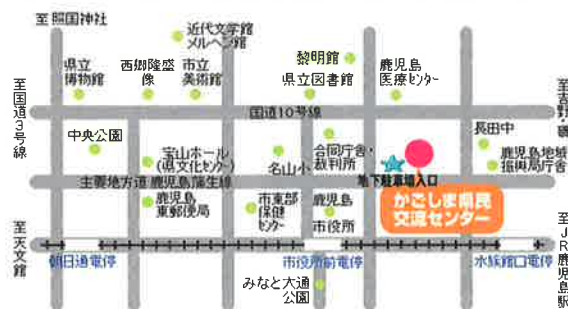 至 照国神社
近代文学館
メルヘン館
黎明館
県立
博物館
西郷隆盛
像
市立
美術館
県立図書館
鹿児島
医療センター
至国道3号線
至吉野・磯
国道10号線
中央公園
宝山ホール
(県文化センター)
名山小
合同庁舎・
裁判所
長田中
鹿児島地域
振興局庁舎
地下駐車場入口
主要地方道 鹿児島蒲生線
かごしま県民
交流センター
鹿児島
東郵便局
市東部
保健
センター
鹿児島
市役所
至天文館
至JR鹿児島駅
朝日通電停
市役所前電停
水族館口電停
みなと大通
公園